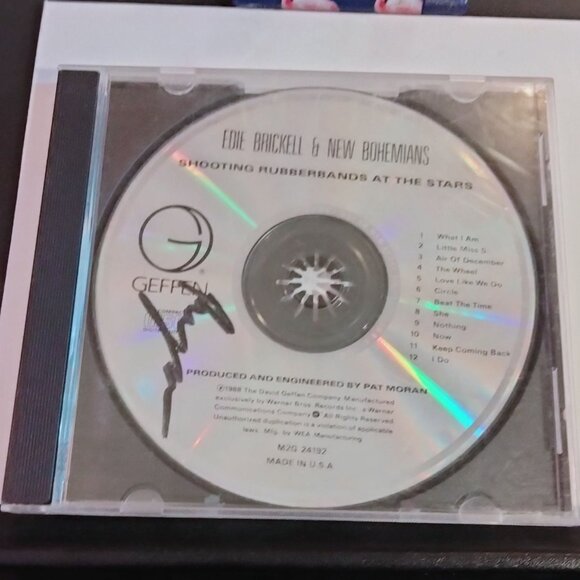 EDIE BRICKELL & NEW BOHEMIANS
SHOOTING RUBBERBANDS AT THE STARS
G
GEFFEN®
COMPACT
1 What I Am
2 Little Miss S.
3 Air Of December
4 The Wheel
5 Love Like We Do
6 Circle
7 Beat The Time
8 She
9 Nothing
10 Now
11 Keep Coming Back
12 I Do
PRODUCED AND ENGINEERED BY PAT MORAN
℗1988 The David Geffen Company. Manufactured
exclusively by Warner Bros. Records Inc., a Warner
Communications Company. All Rights Reserved.
Unauthorized duplication is a violation of applicable
laws. Mfg. by WEA Manufacturing
M2G 24192
MADE IN U.S.A